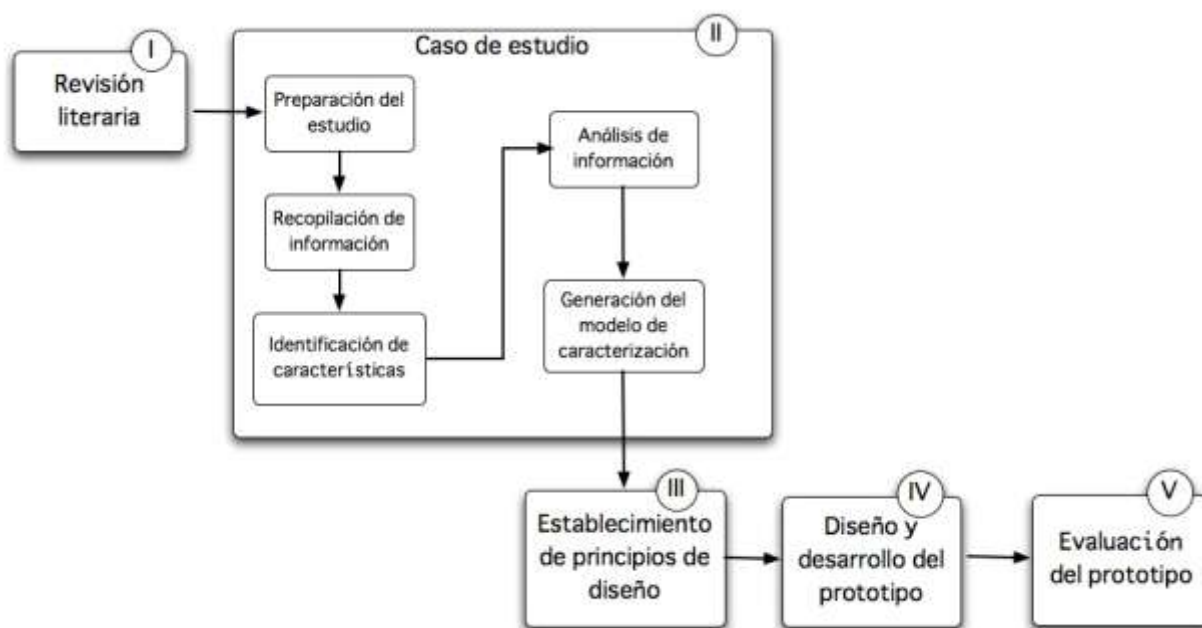 I
Revisión
literaria
II
Caso de estudio
Preparación del
estudio
Recopilación de
información
Identificación de
características
Análisis de
información
Generación del
modelo de
caracterización
III
Establecimiento
de principios de
diseño
IV
Diseño y
desarrollo del
prototipo
V
Evaluación
del prototipo